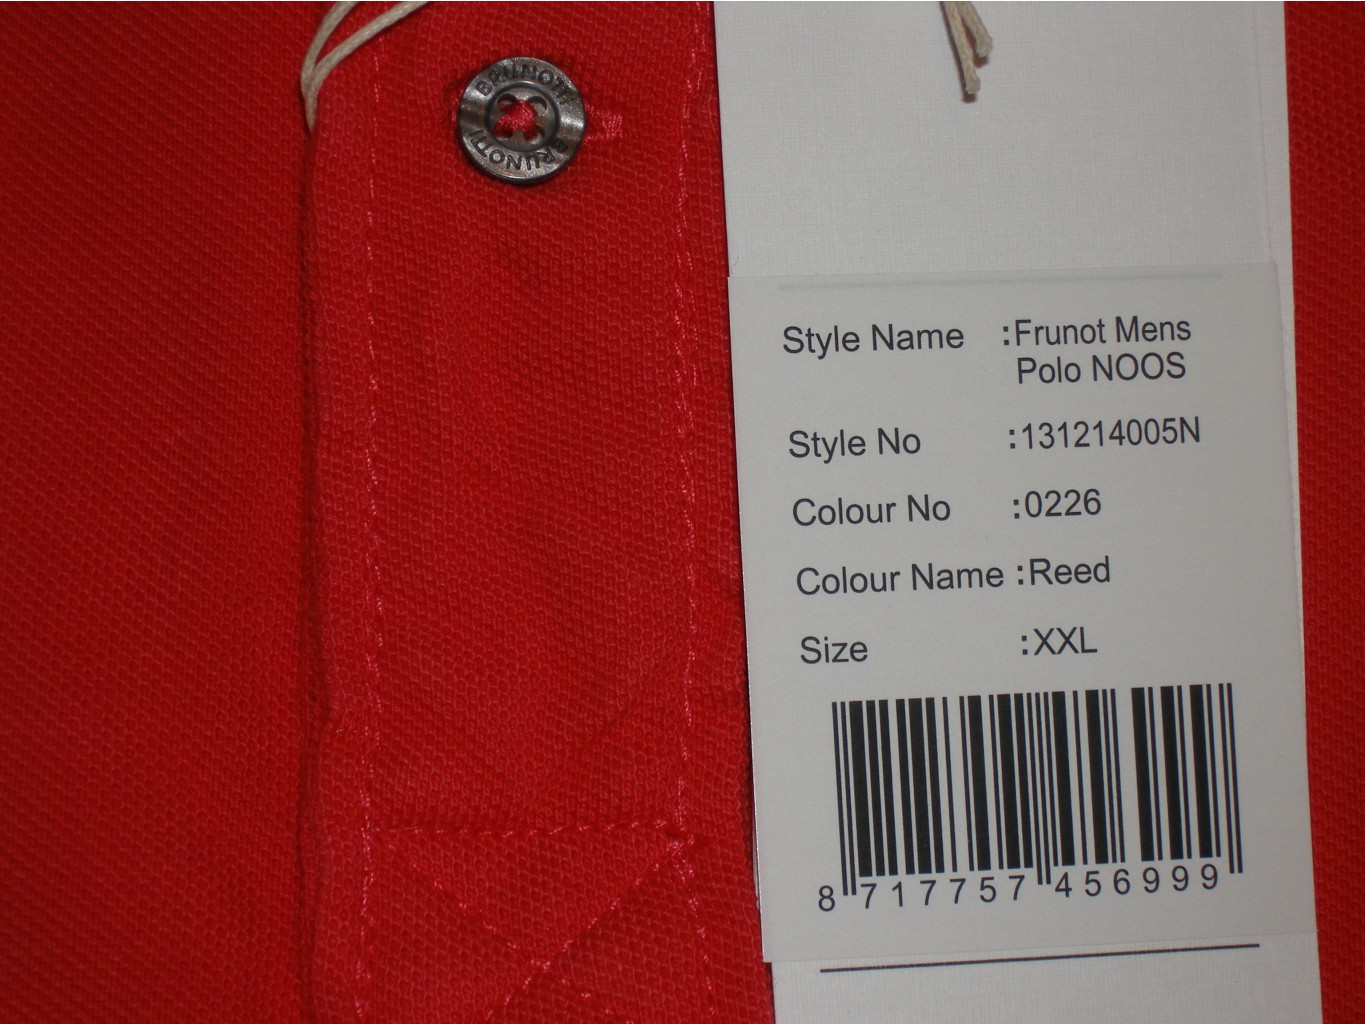 BRUNOTTI
BRUNOTTI
Style Name :Frunot Mens
Polo NOOS
Style No :131214005N
Colour No :0226
Colour Name :Reed
Size :XXL
8 717757 456999